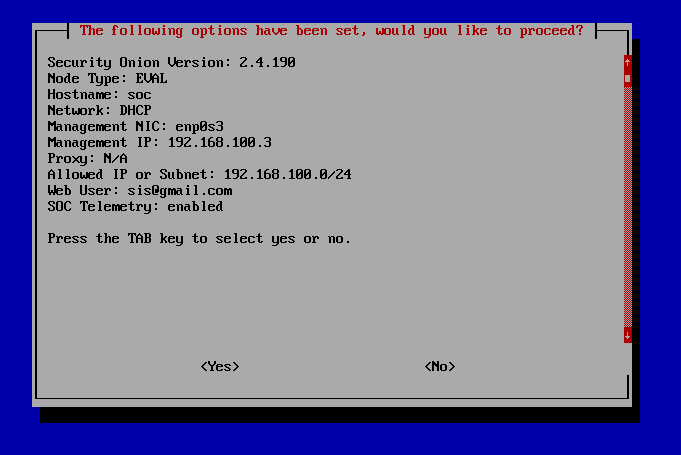 The following options have been set, would you like to proceed?
Security Onion Version: 2.4.190
Node Type: EVAL
Hostname: soc
Network: DHCP
Management NIC: enp0s3
Management IP: 192.168.100.3
Proxy: N/A
Allowed IP or Subnet: 192.168.100.0/24
Web User: sis@gmail.com
SOC Telemetry: enabled
Press the TAB key to select yes or no.
<Yes> <No>